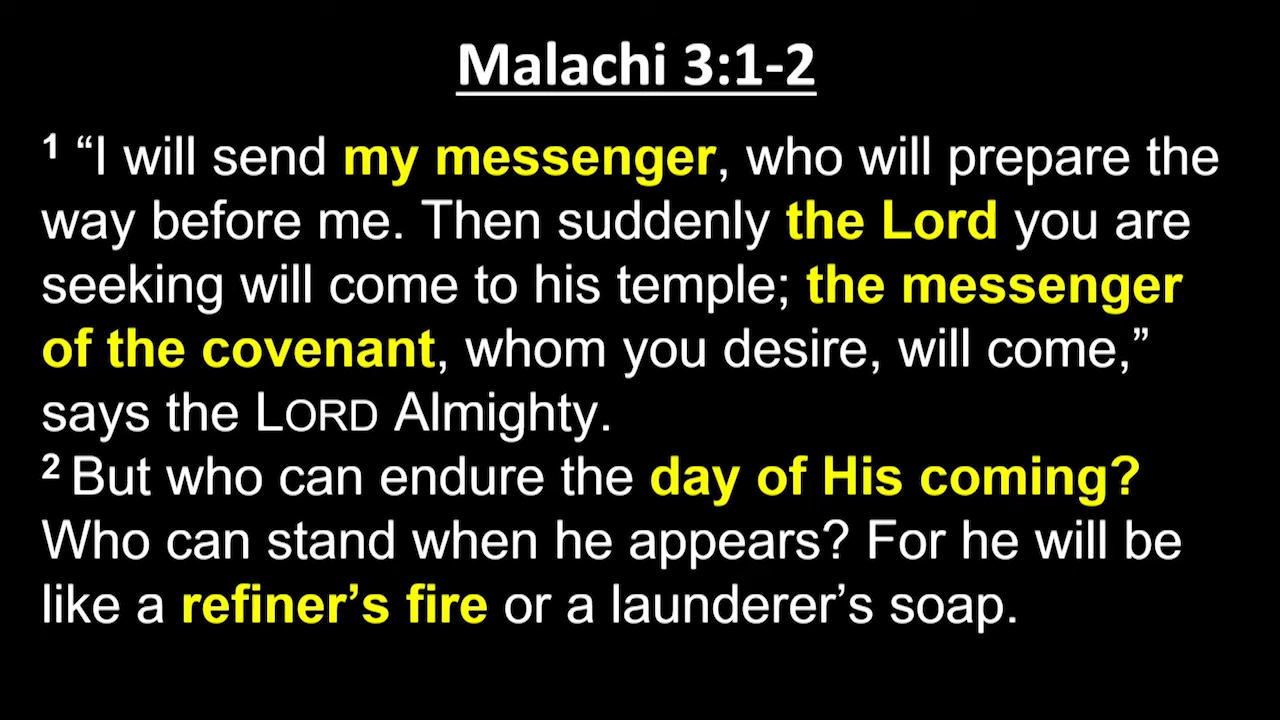 Malachi 3:1-2
1 “I will send my messenger, who will prepare the
way before me. Then suddenly the Lord you are
seeking will come to his temple; the messenger
of the covenant, whom you desire, will come,”
says the LORD Almighty.
2 But who can endure the day of His coming?
Who can stand when he appears? For he will be
like a refiner’s fire or a launderer’s soap.